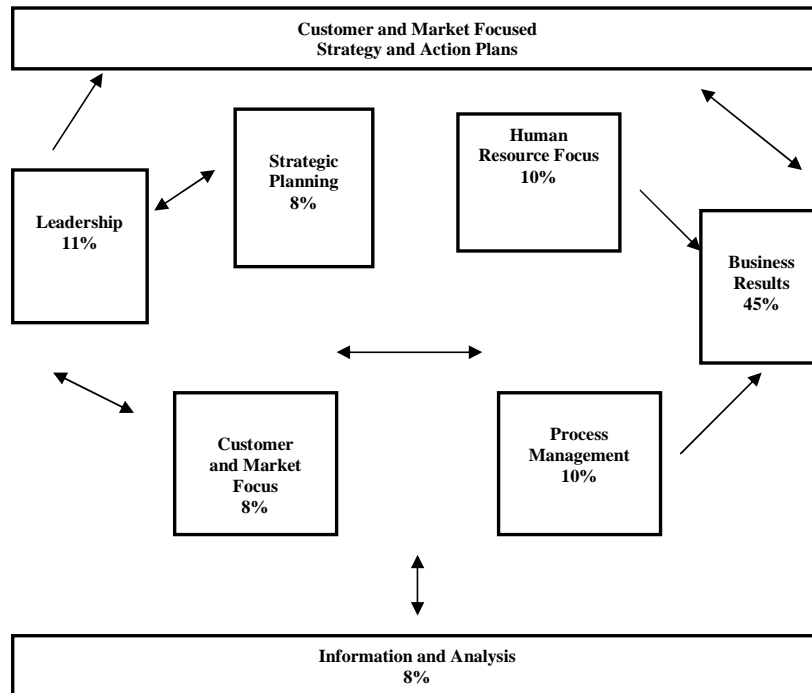 Customer and Market Focused
Strategy and Action Plans
Human
Resource Focus
10%
Strategic
Planning
8%
Leadership
11%
Business
Results
45%
Customer
and Market
Focus
8%
Process
Management
10%
Information and Analysis
8%